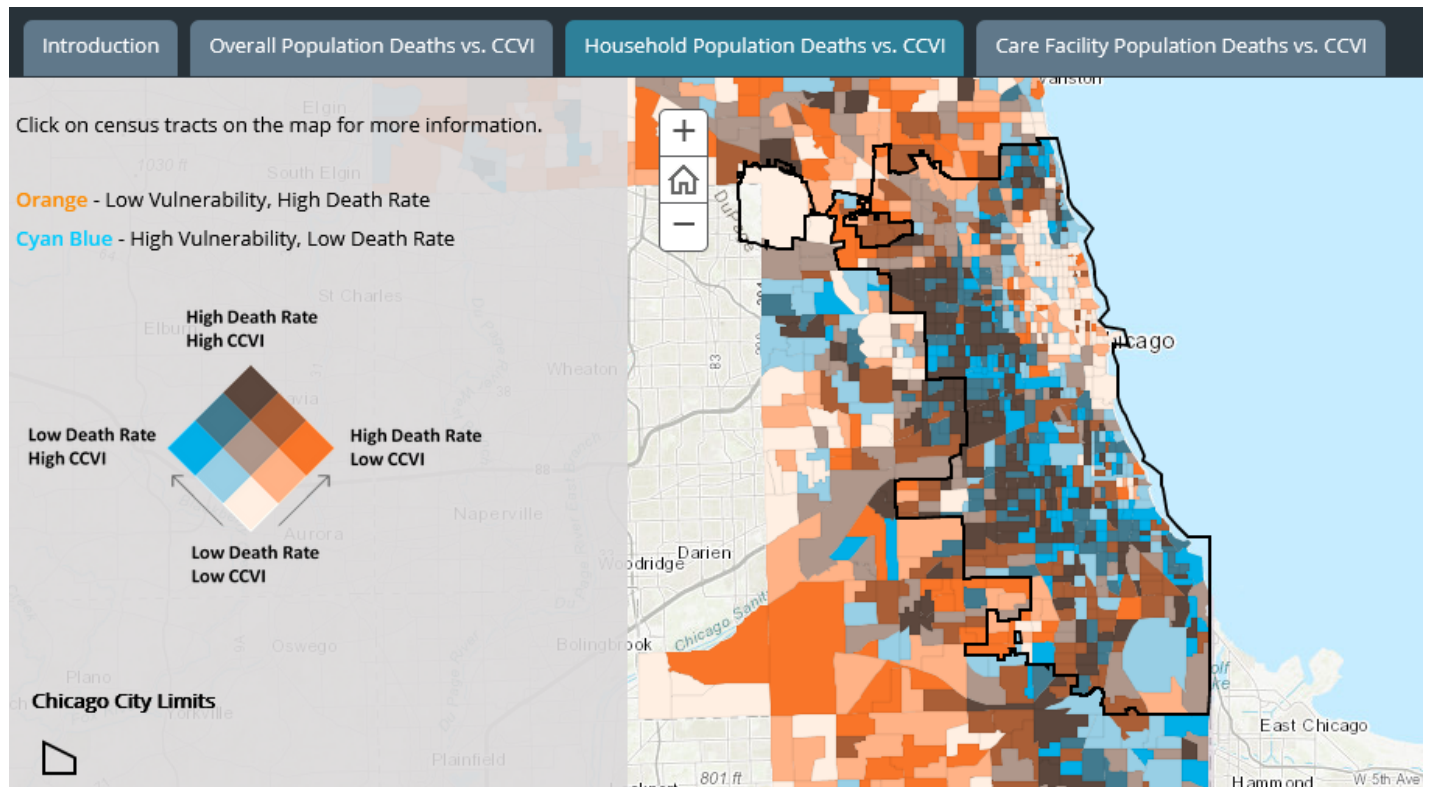 Introduction
Overall Population Deaths vs. CCVI
Household Population Deaths vs. CCVI
Care Facility Population Deaths vs. CCVI
Click on census tracts on the map for more information.
Orange - Low Vulnerability, High Death Rate
Cyan Blue - High Vulnerability, Low Death Rate
High Death Rate
High CCVI
Low Death Rate
High CCVI
High Death Rate
Low CCVI
Low Death Rate
Low CCVI
Chicago City Limits
Elgin
1030 ft
South Elgin
64
St Charles
Wheaton
88
Naperville
Aurora
Oswego
Plano
Yorkville
Plainfield
+
−
83
Darien
Chicago Sanit
801 ft
East Chicago
Hammond
W 5th Ave